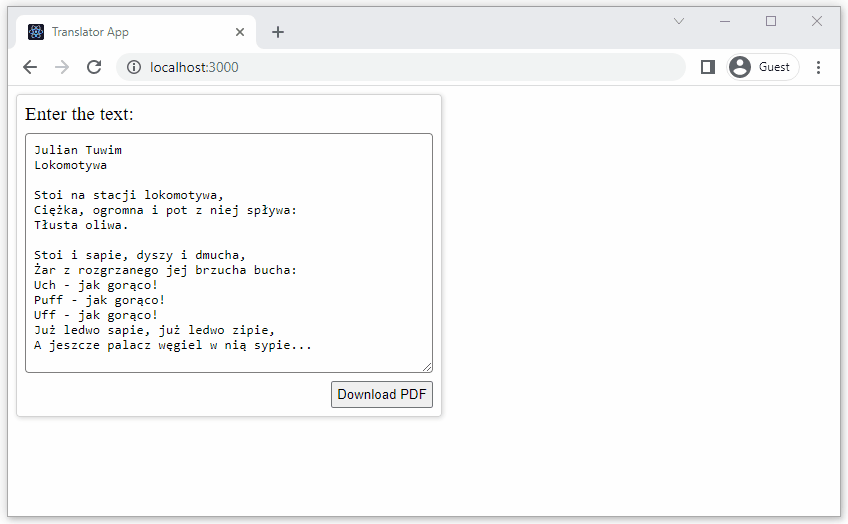 Translator App
localhost:3000
Guest
Enter the text:
Julian Tuwim
Lokomotywa
Stoi na stacji lokomotywa,
Ciężka, ogromna i pot z niej spływa:
Tłusta oliwa.
Stoi i sapie, dyszy i dmucha,
Żar z rozgrzanego jej brzucha bucha:
Uch - jak gorąco!
Puff - jak gorąco!
Uff - jak gorąco!
Już ledwo sapie, już ledwo zipie,
A jeszcze palacz węgiel w nią sypie...
Download PDF